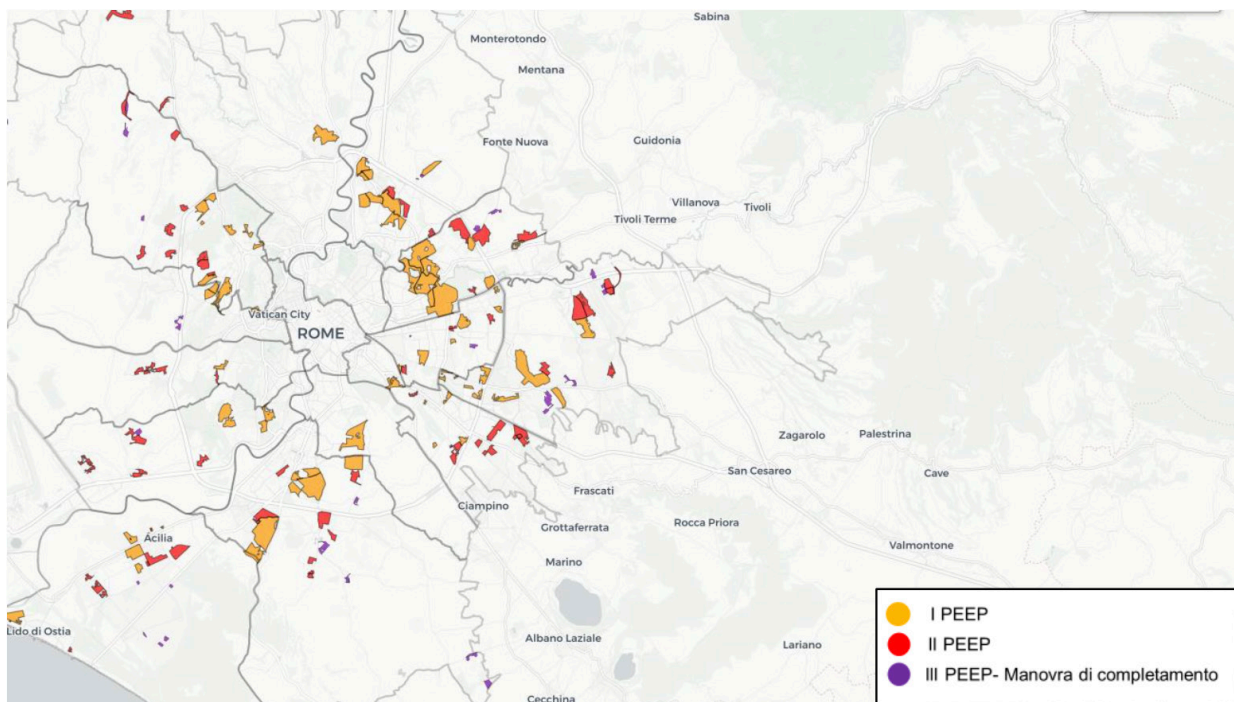 Sabina
Monterotondo
Mentana
Fonte Nuova
Guidonia
Villanova
Tivoli
Tivoli Terme
Vatican City
ROME
Zagarolo
Palestrina
San Cesareo
Cave
Frascati
Ciampino
Grottaferrata
Rocca Priora
Acilia
Valmontone
Marino
Lido di Ostia
Albano Laziale
Lariano
Cecchina
I PEEP
II PEEP
III PEEP- Manovra di completamento